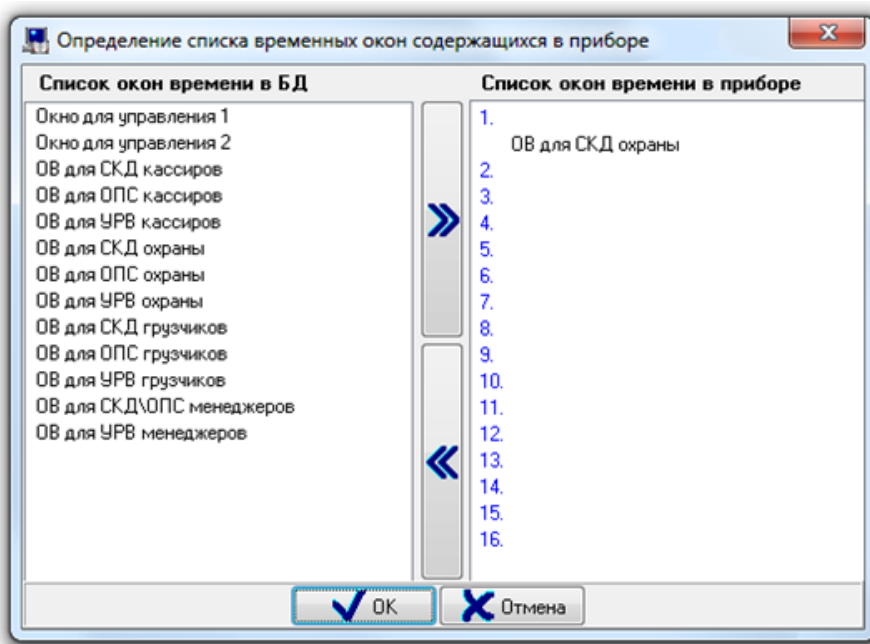 Определение списка временных окон содержащихся в приборе
Список окон времени в БД
Окно для управления 1
Окно для управления 2
ОВ для СКД кассиров
ОВ для ОПС кассиров
ОВ для УРВ кассиров
ОВ для СКД охраны
ОВ для ОПС охраны
ОВ для УРВ охраны
ОВ для СКД грузчиков
ОВ для ОПС грузчиков
ОВ для УРВ грузчиков
ОВ для СКД\ОПС менеджеров
ОВ для УРВ менеджеров
Список окон времени в приборе
1.
ОВ для СКД охраны
2.
3.
4.
5.
6.
7.
8.
9.
10.
11.
12.
13.
14.
15.
16.
OK
Отмена